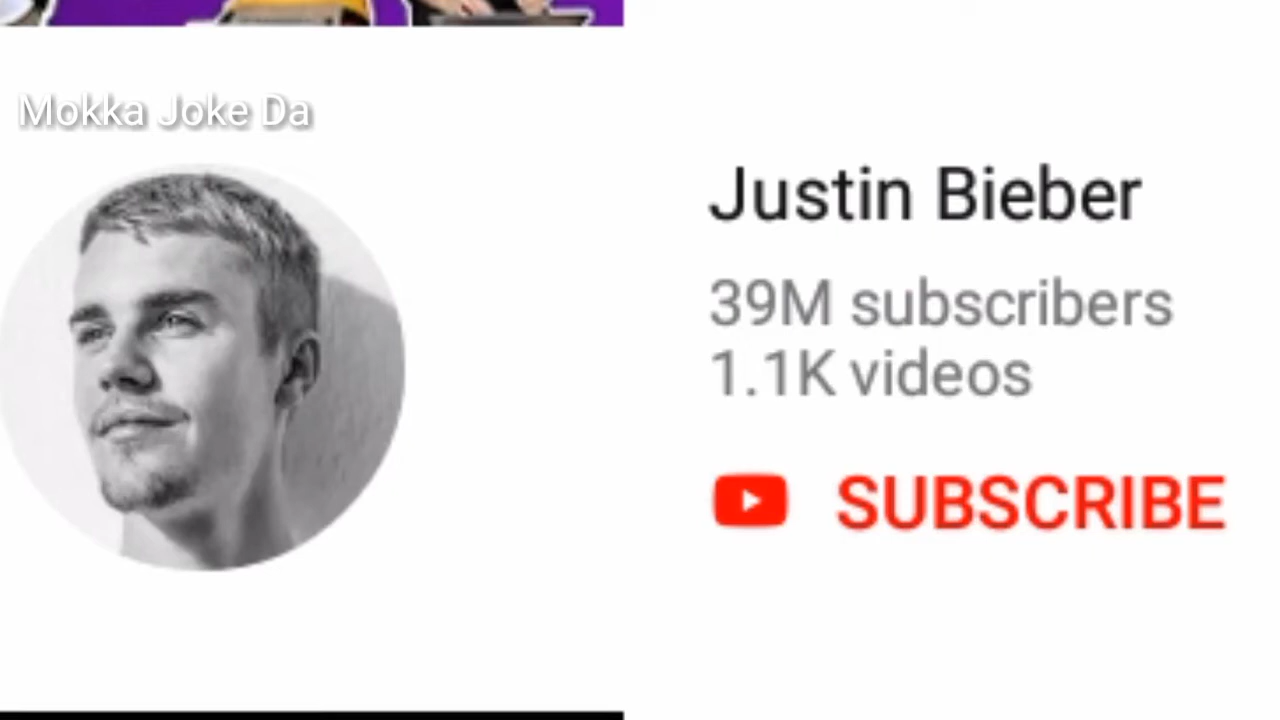 Mokka Joke Da
Justin Bieber
39M subscribers
1.1K videos
SUBSCRIBE